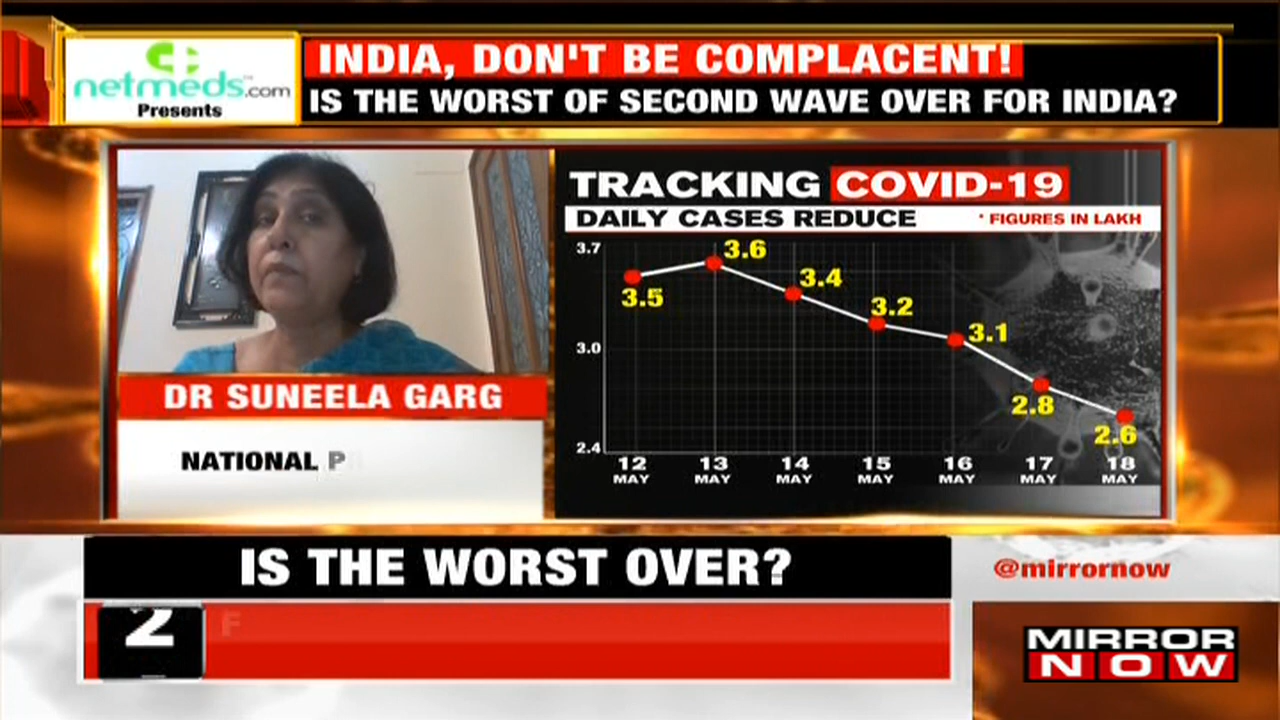 netmeds.com
Presents
INDIA, DON'T BE COMPLACENT!
IS THE WORST OF SECOND WAVE OVER FOR INDIA?
DR SUNEELA GARG
NATIONAL P
TRACKING COVID-19
DAILY CASES REDUCE * FIGURES IN LAKH
3.7
3.0
2.4
3.5
3.6
3.4
3.2
3.1
2.8
2.6
12 MAY
13 MAY
14 MAY
15 MAY
16 MAY
17 MAY
18 MAY
IS THE WORST OVER?
2 F
@mirrornow
MIRROR
NOW